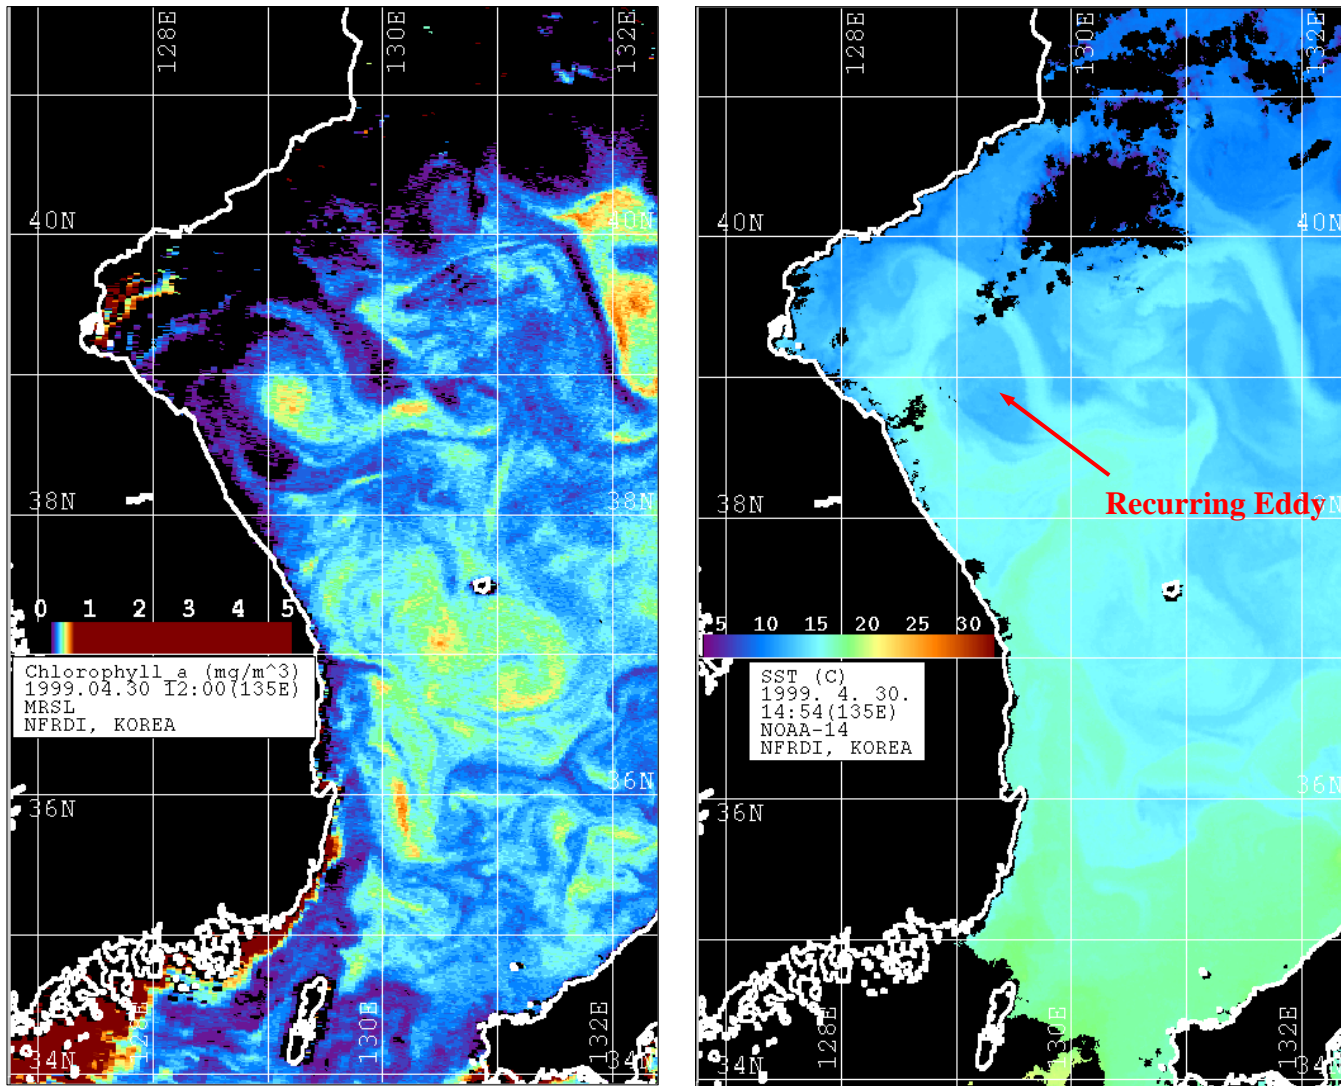 128E
130E
132E
40N
40N
38N
38N
0 1 2 3 4 5
Chlorophyll_a (mg/m^3)
1999.04.30 12:00(135E)
MRSL
NFRDI, KOREA
36N
36N
34N
128E
130E
132E
34N
128E
130E
132E
40N
40N
Recurring Eddy
38N
38N
5 10 15 20 25 30
SST (C)
1999. 4. 30.
14:54(135E)
NOAA-14
NFRDI, KOREA
36N
36N
34N
128E
130E
132E
34N